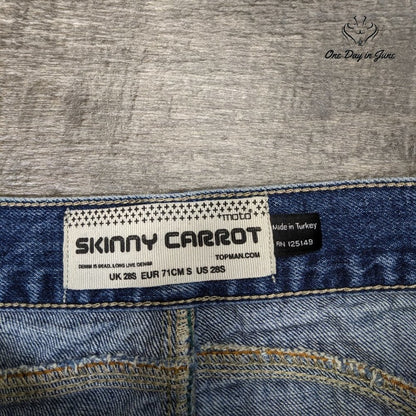 One Day in June
moto
SKINNY CARROT
DENIM IS DEAD, LONG LIVE DENIM
TOPMAN.COM
UK 28S EUR 71CM S US 28S
Made in Turkey
RN 125149